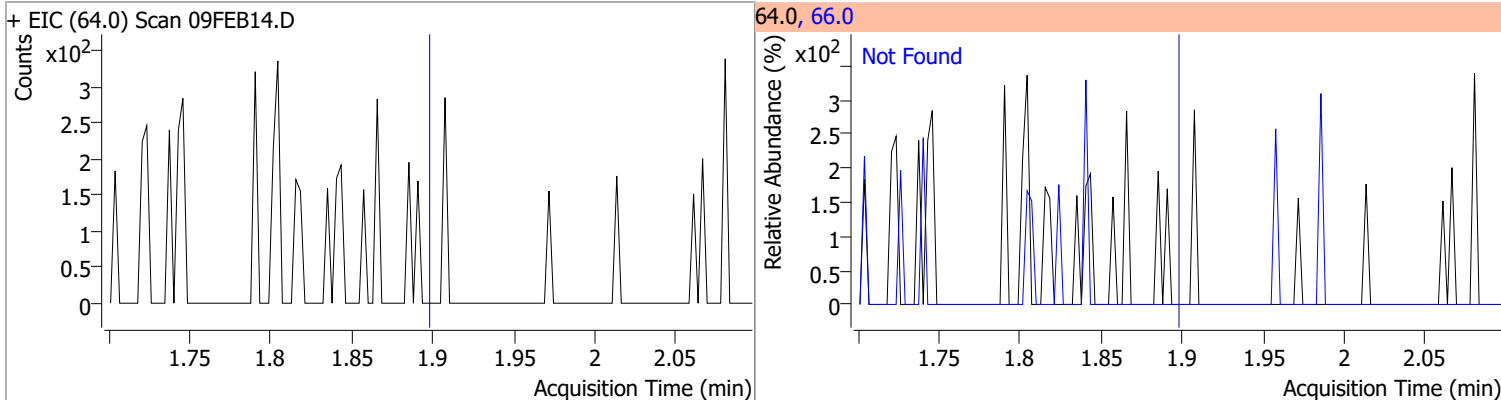 + EIC (64.0) Scan 09FEB14.D
Counts
x10²
3
2.5
2
1.5
1
0.5
0
1.75 1.8 1.85 1.9 1.95 2 2.05
Acquisition Time (min)
64.0, 66.0
Relative Abundance (%)
x10²
Not Found
3
2.5
2
1.5
1
0.5
0
1.75 1.8 1.85 1.9 1.95 2 2.05
Acquisition Time (min)